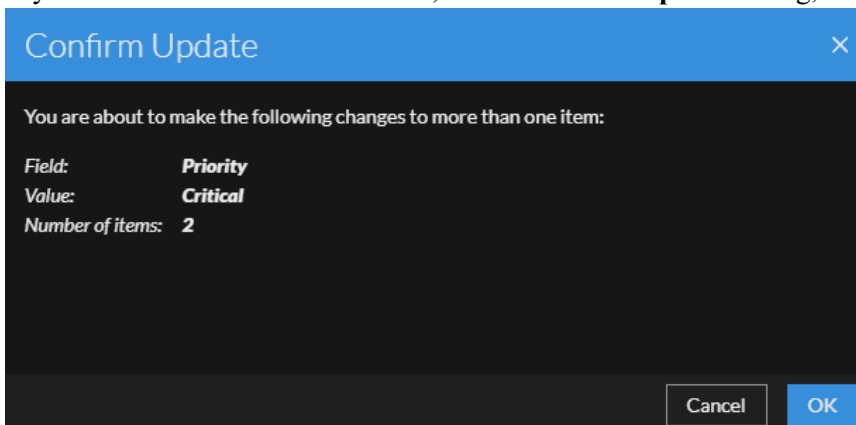 Confirm Update
You are about to make the following changes to more than one item:
Field: Priority
Value: Critical
Number of items: 2
Cancel OK